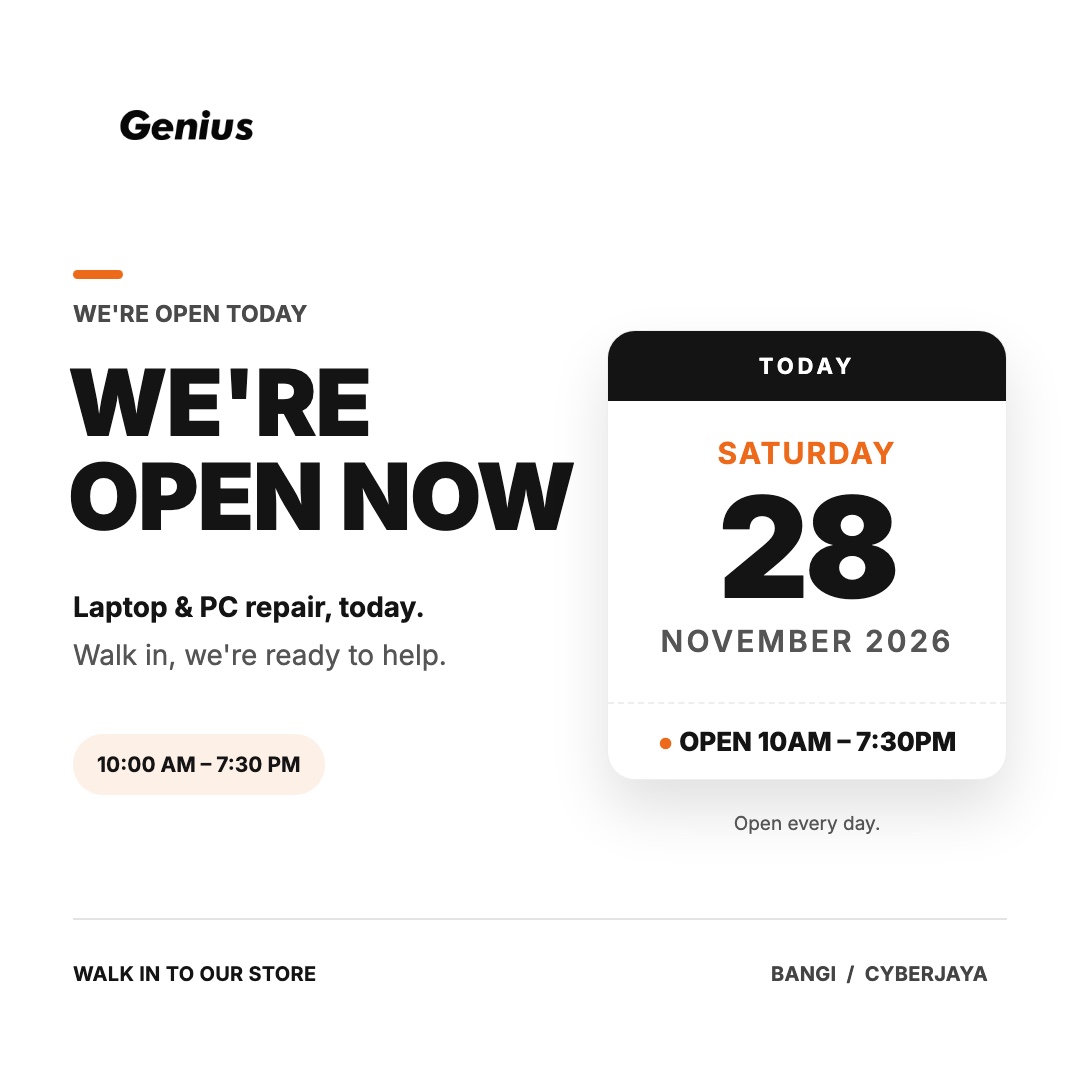 Genius
WE'RE OPEN TODAY
WE'RE
OPEN NOW
Laptop & PC repair, today.
Walk in, we're ready to help.
10:00 AM – 7:30 PM
TODAY
SATURDAY
28
NOVEMBER 2026
OPEN 10AM – 7:30PM
Open every day.
WALK IN TO OUR STORE
BANGI / CYBERJAYA